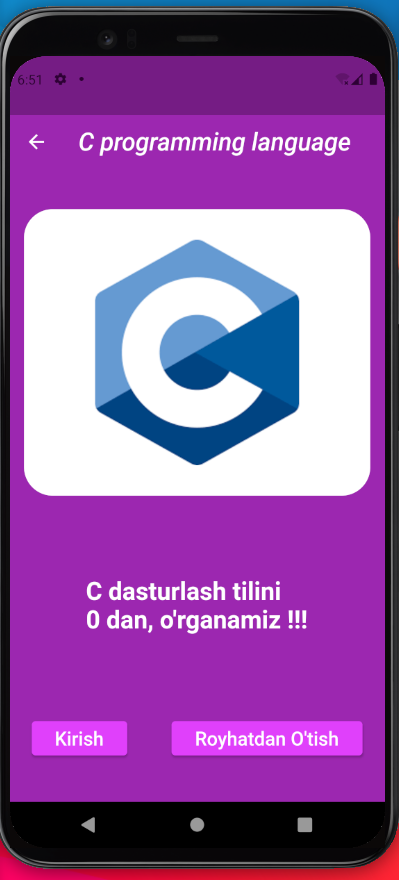 6:51
C programming language
C dasturlash tilini
0 dan, o'rganamiz !!!
Kirish
Royhatdan O'tish